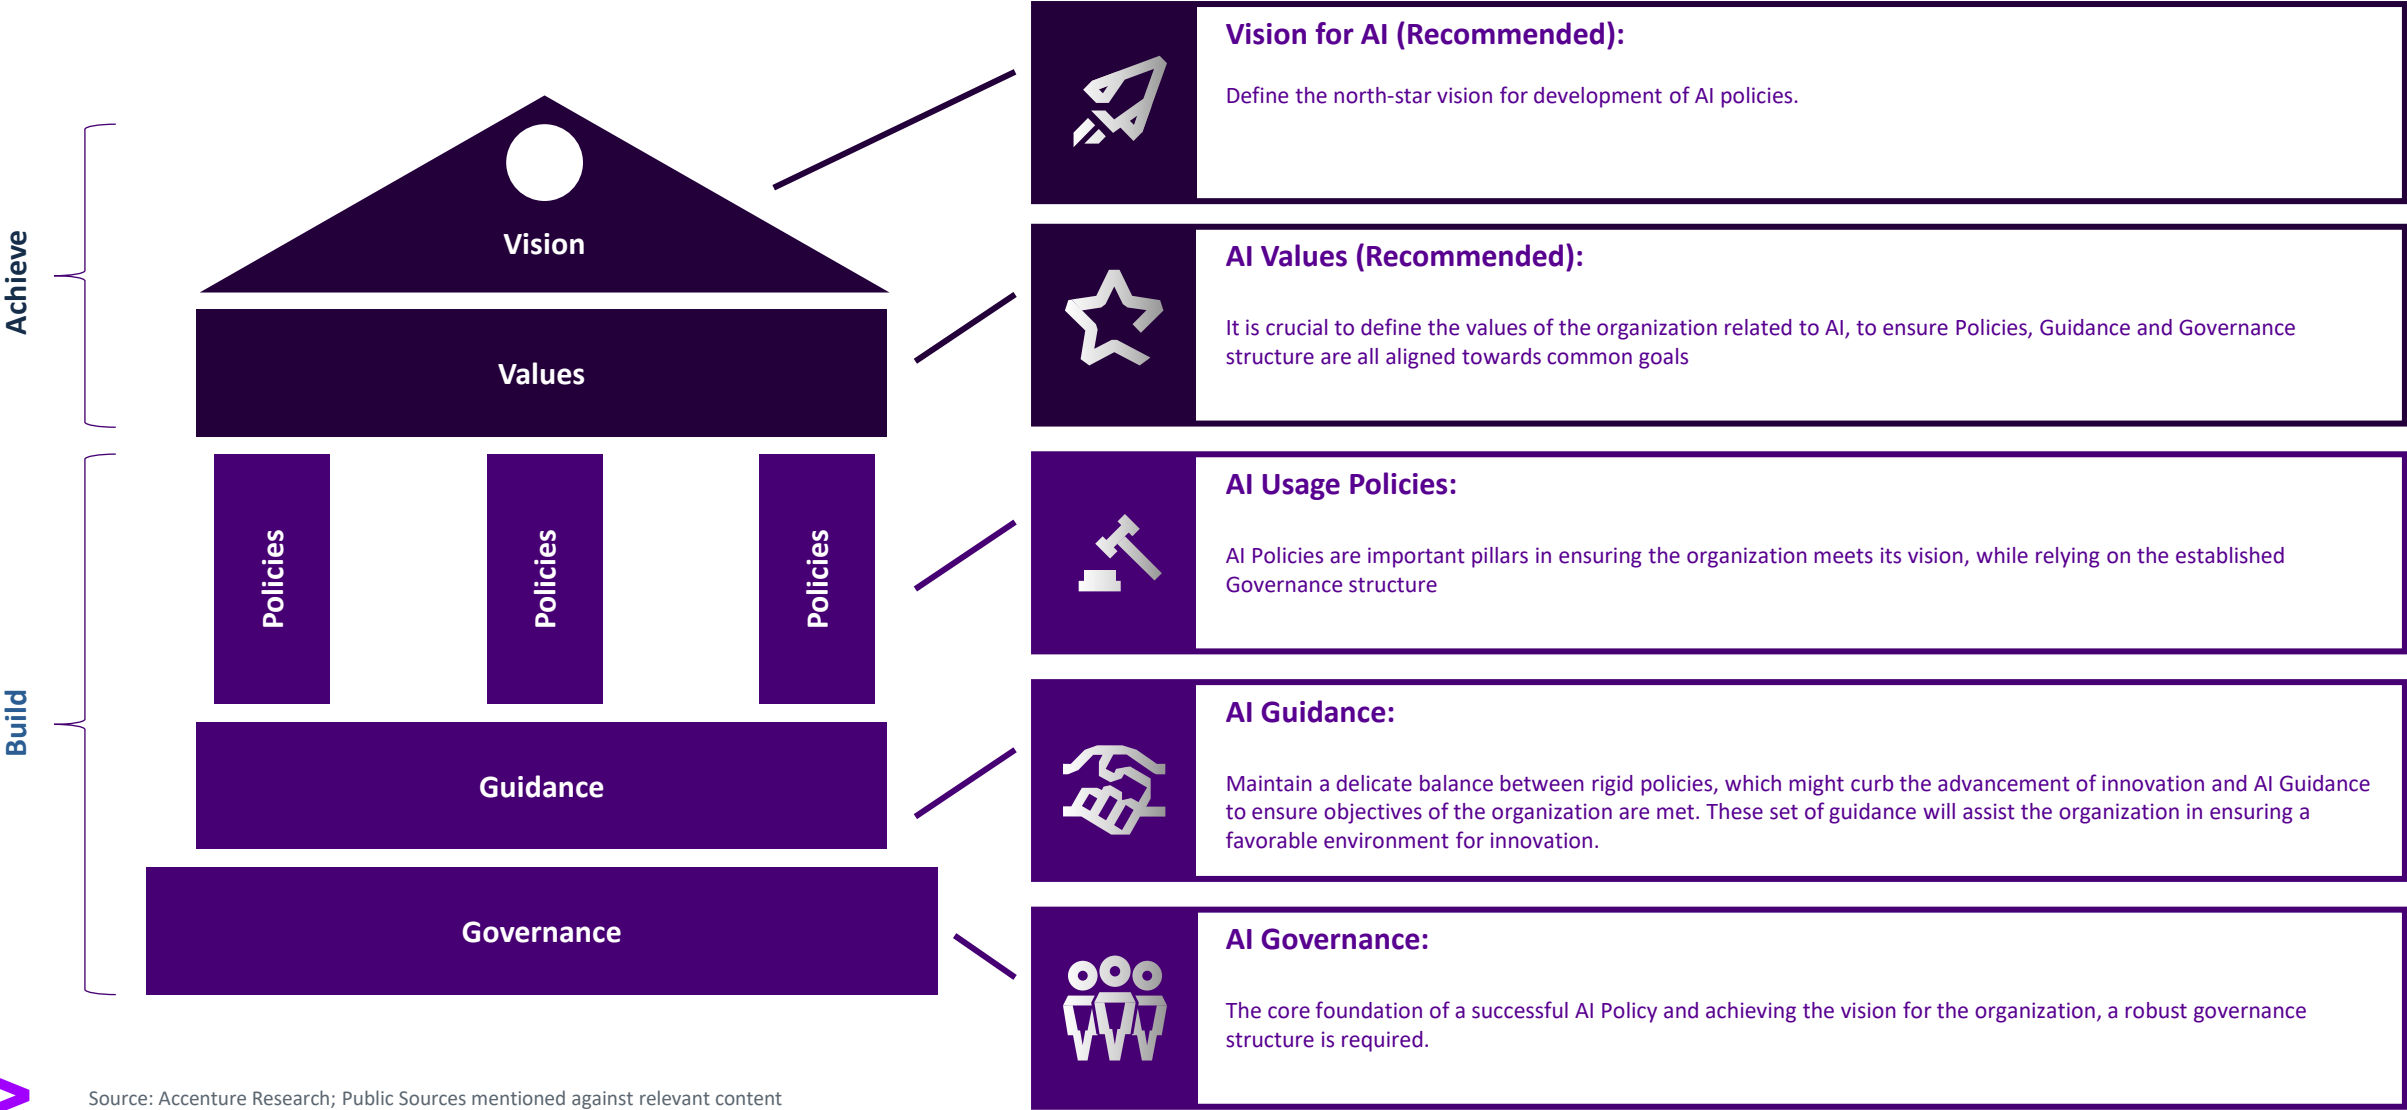 Achieve
Build
Vision
Values
Policies
Policies
Policies
Guidance
Governance
Vision for AI (Recommended):
Define the north-star vision for development of AI policies.
AI Values (Recommended):
It is crucial to define the values of the organization related to AI, to ensure Policies, Guidance and Governance
structure are all aligned towards common goals
AI Usage Policies:
AI Policies are important pillars in ensuring the organization meets its vision, while relying on the established
Governance structure
AI Guidance:
Maintain a delicate balance between rigid policies, which might curb the advancement of innovation and AI Guidance
to ensure objectives of the organization are met. These set of guidance will assist the organization in ensuring a
favorable environment for innovation.
AI Governance:
The core foundation of a successful AI Policy and achieving the vision for the organization, a robust governance
structure is required.
Source: Accenture Research; Public Sources mentioned against relevant content